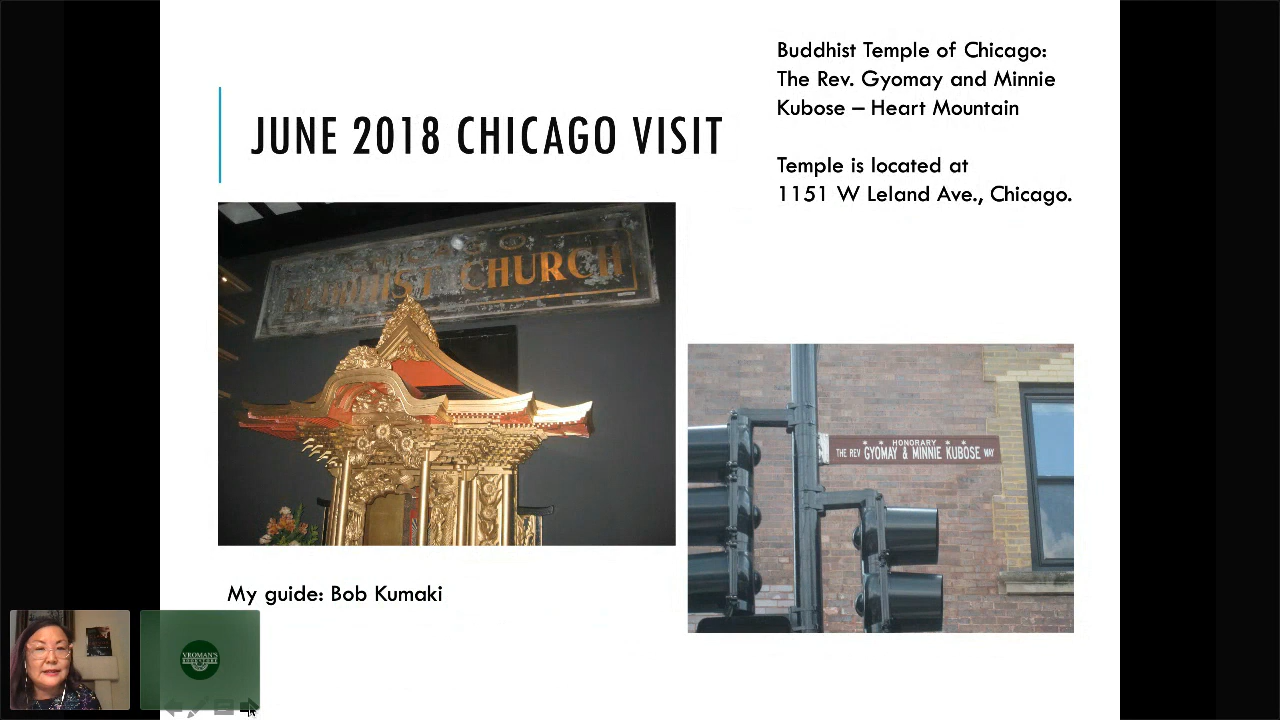 JUNE 2018 CHICAGO VISIT
Buddhist Temple of Chicago:
The Rev. Gyomay and Minnie
Kubose – Heart Mountain
Temple is located at
1151 W Leland Ave., Chicago.
BUDDHIST CHURCH
HONORARY
THE REV GYOMAY & MINNIE KUBOSE WAY
My guide: Bob Kumaki
VROMAN'S
BOOKSTORE